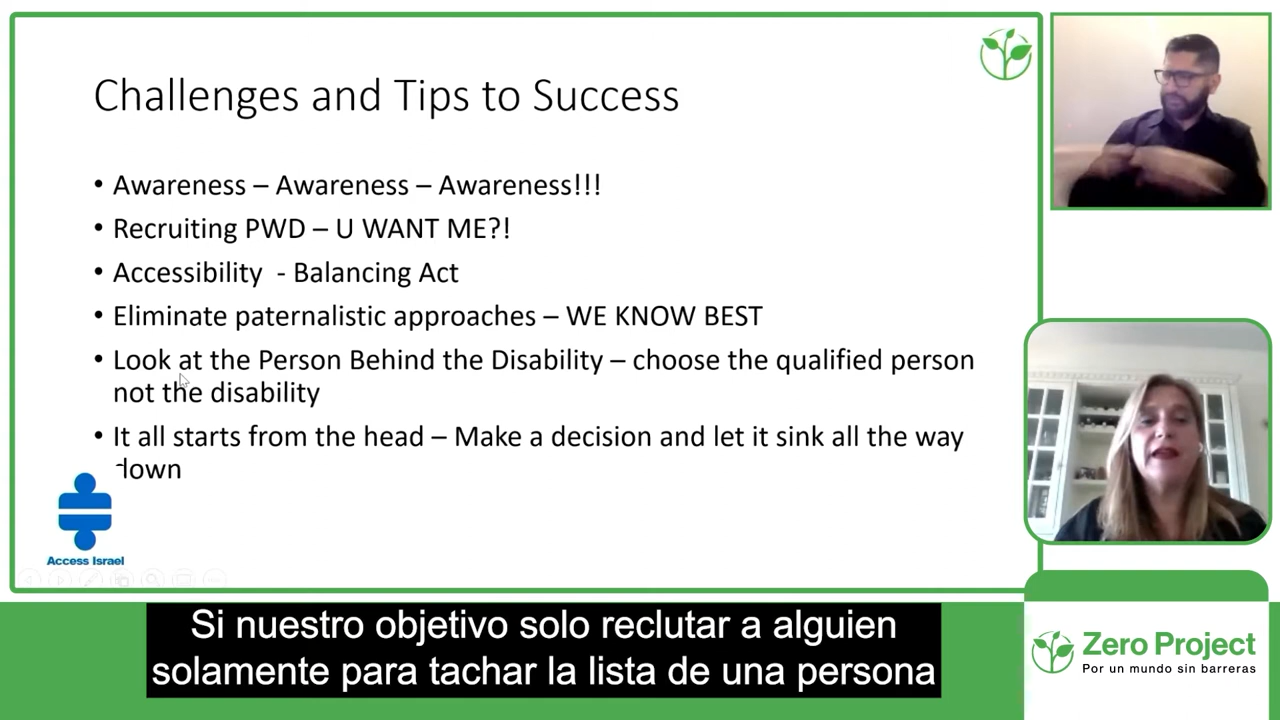 Challenges and Tips to Success
• Awareness – Awareness – Awareness!!!
• Recruiting PWD – U WANT ME?!
• Accessibility  - Balancing Act
• Eliminate paternalistic approaches – WE KNOW BEST
• Look at the Person Behind the Disability – choose the qualified person
not the disability
• It all starts from the head – Make a decision and let it sink all the way
down
Access Israel
Si nuestro objetivo solo reclutar a alguien
solamente para tachar la lista de una persona
Zero Project
Por un mundo sin barreras